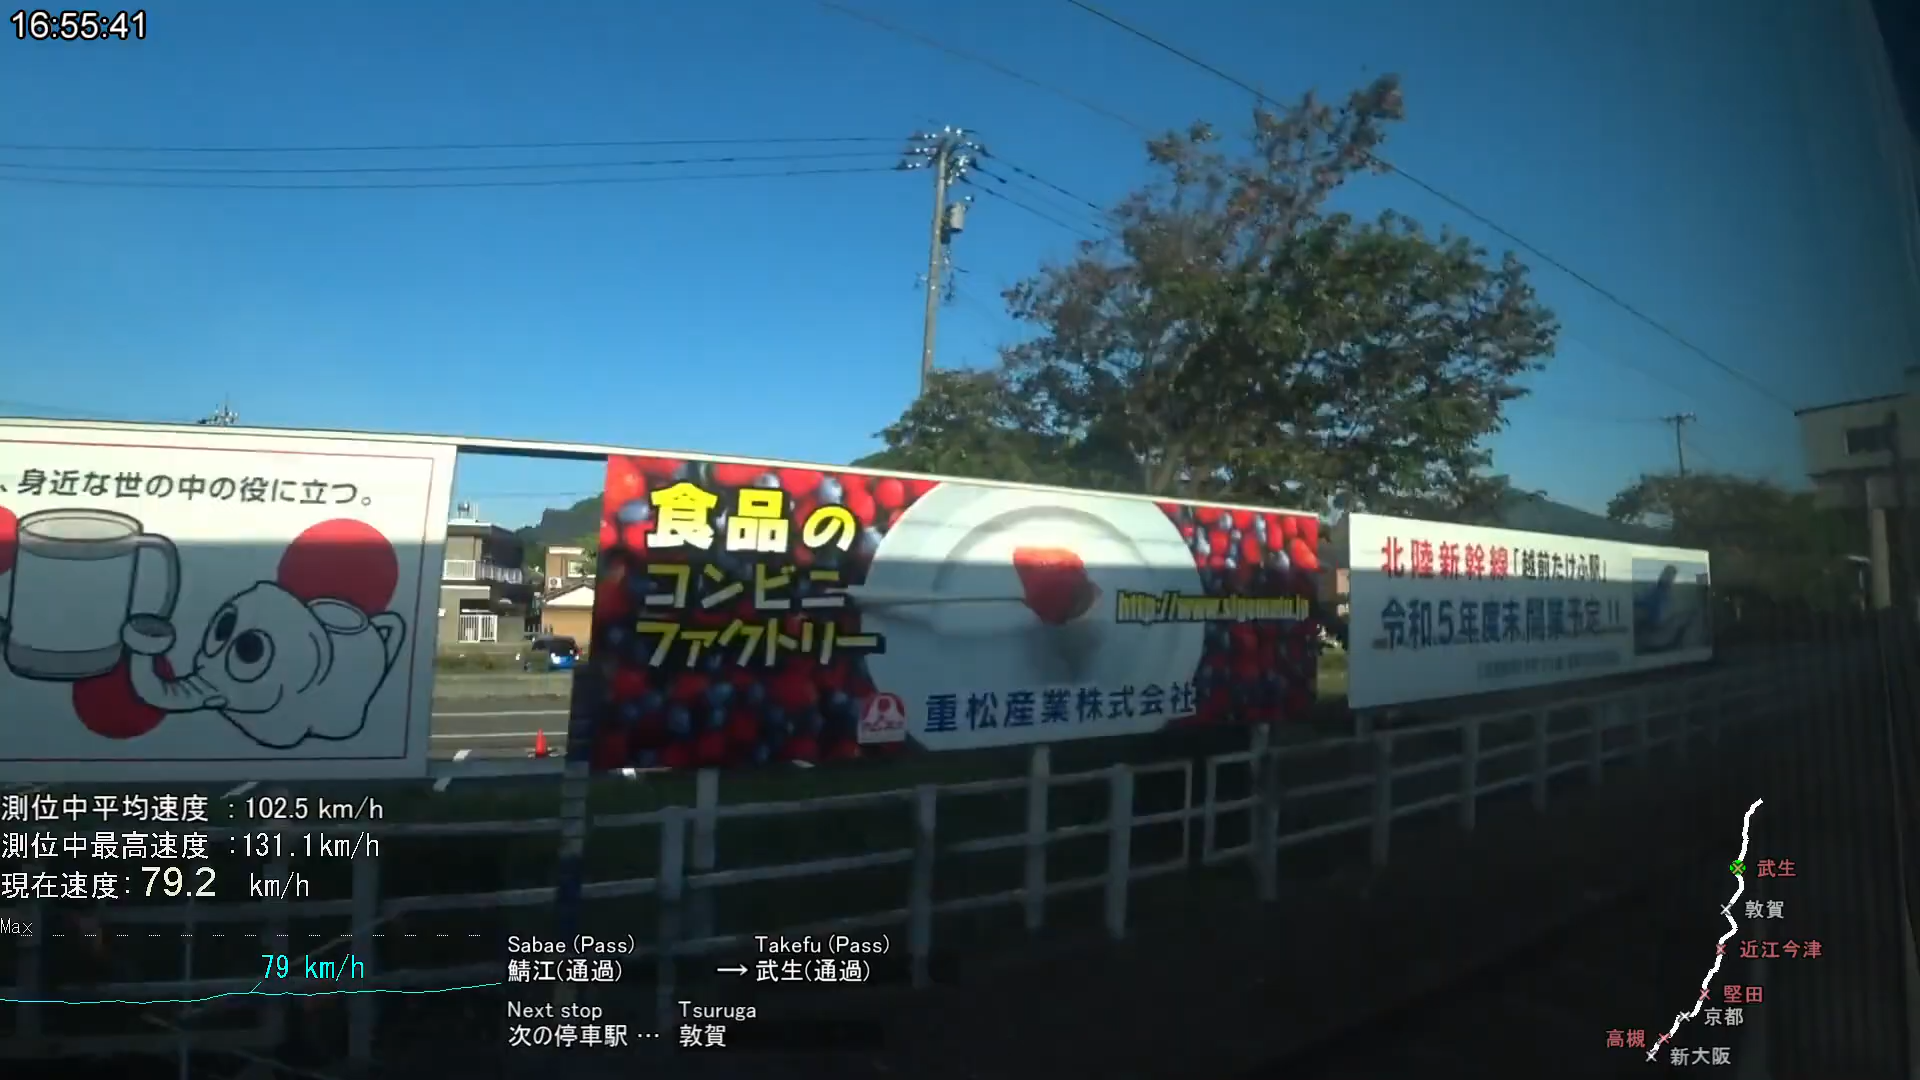 16:55:41
、身近な世の中の役に立つ。
食品の
コンビニ
ファクトリー
重松産業株式会社
北陸新幹線「越前たけふ駅」
令和5年度末開業予定!!
測位中平均速度 : 102.5 km/h
測位中最高速度 : 131.1km/h
現在速度: 79.2 km/h
Max
79 km/h
Sabae (Pass) Takefu (Pass)
鯖江(通過) → 武生(通過)
Next stop Tsuruga
次の停車駅 … 敦賀
武生
敦賀
近江今津
堅田
京都
高槻
新大阪